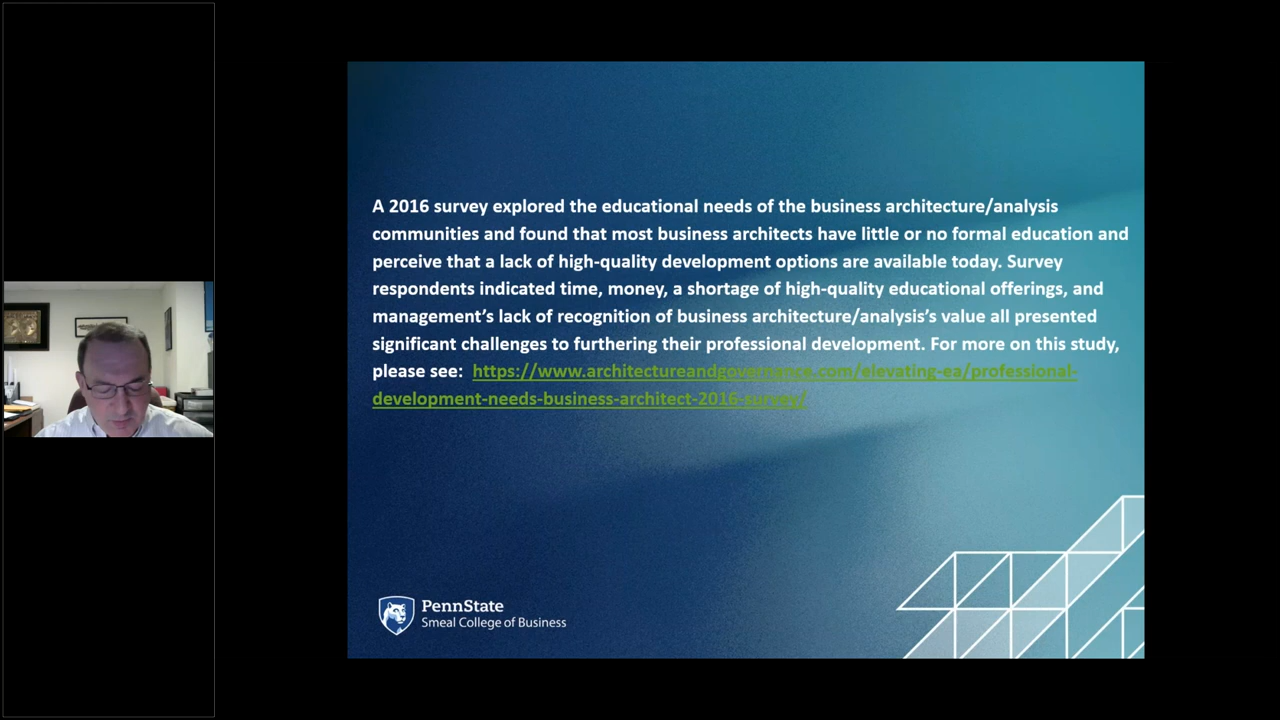 A 2016 survey explored the educational needs of the business architecture/analysis
communities and found that most business architects have little or no formal education and
perceive that a lack of high-quality development options are available today. Survey
respondents indicated time, money, a shortage of high-quality educational offerings, and
management’s lack of recognition of business architecture/analysis’s value all presented
significant challenges to furthering their professional development. For more on this study,
please see: https://www.architectureandgovernance.com/elevating-ea/professional-
development-needs-business-architect-2016-survey/
PennState
Smeal College of Business